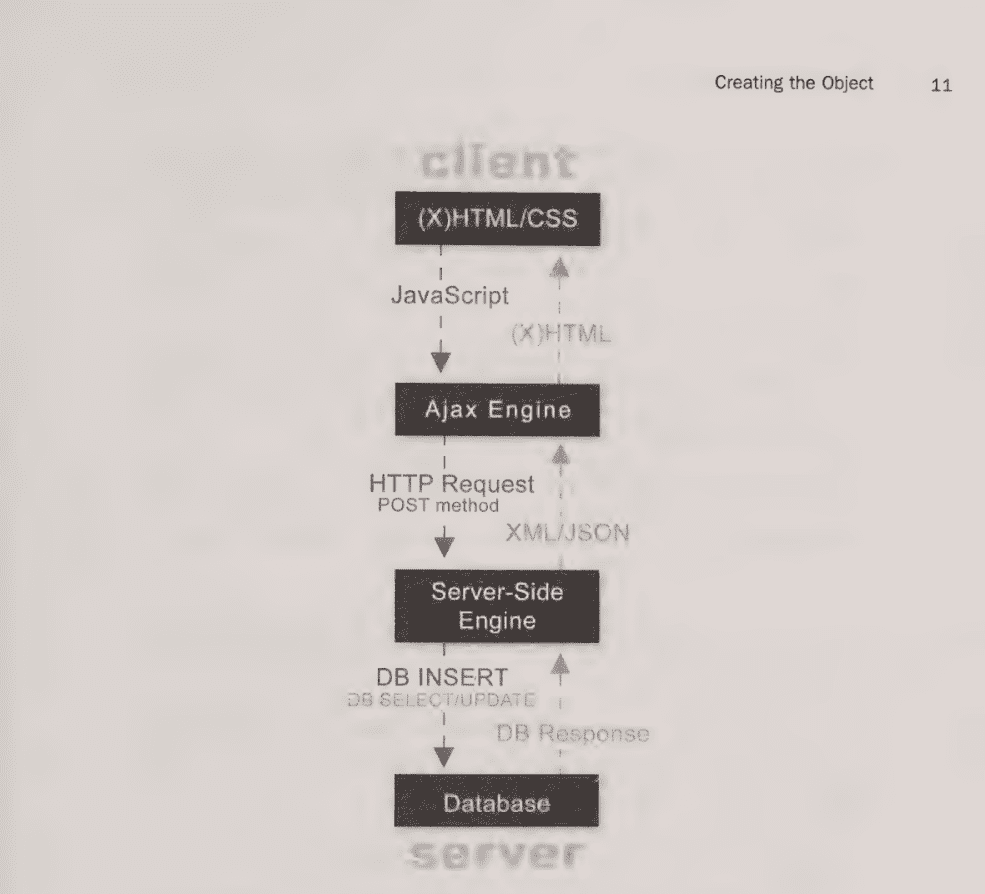 Creating the Object 11
client
(X)HTML/CSS
JavaScript
(X)HTML
Ajax Engine
HTTP Request
POST method
XML/JSON
Server-Side
Engine
DB INSERT
DB SELECT/UPDATE
DB Response
Database
server